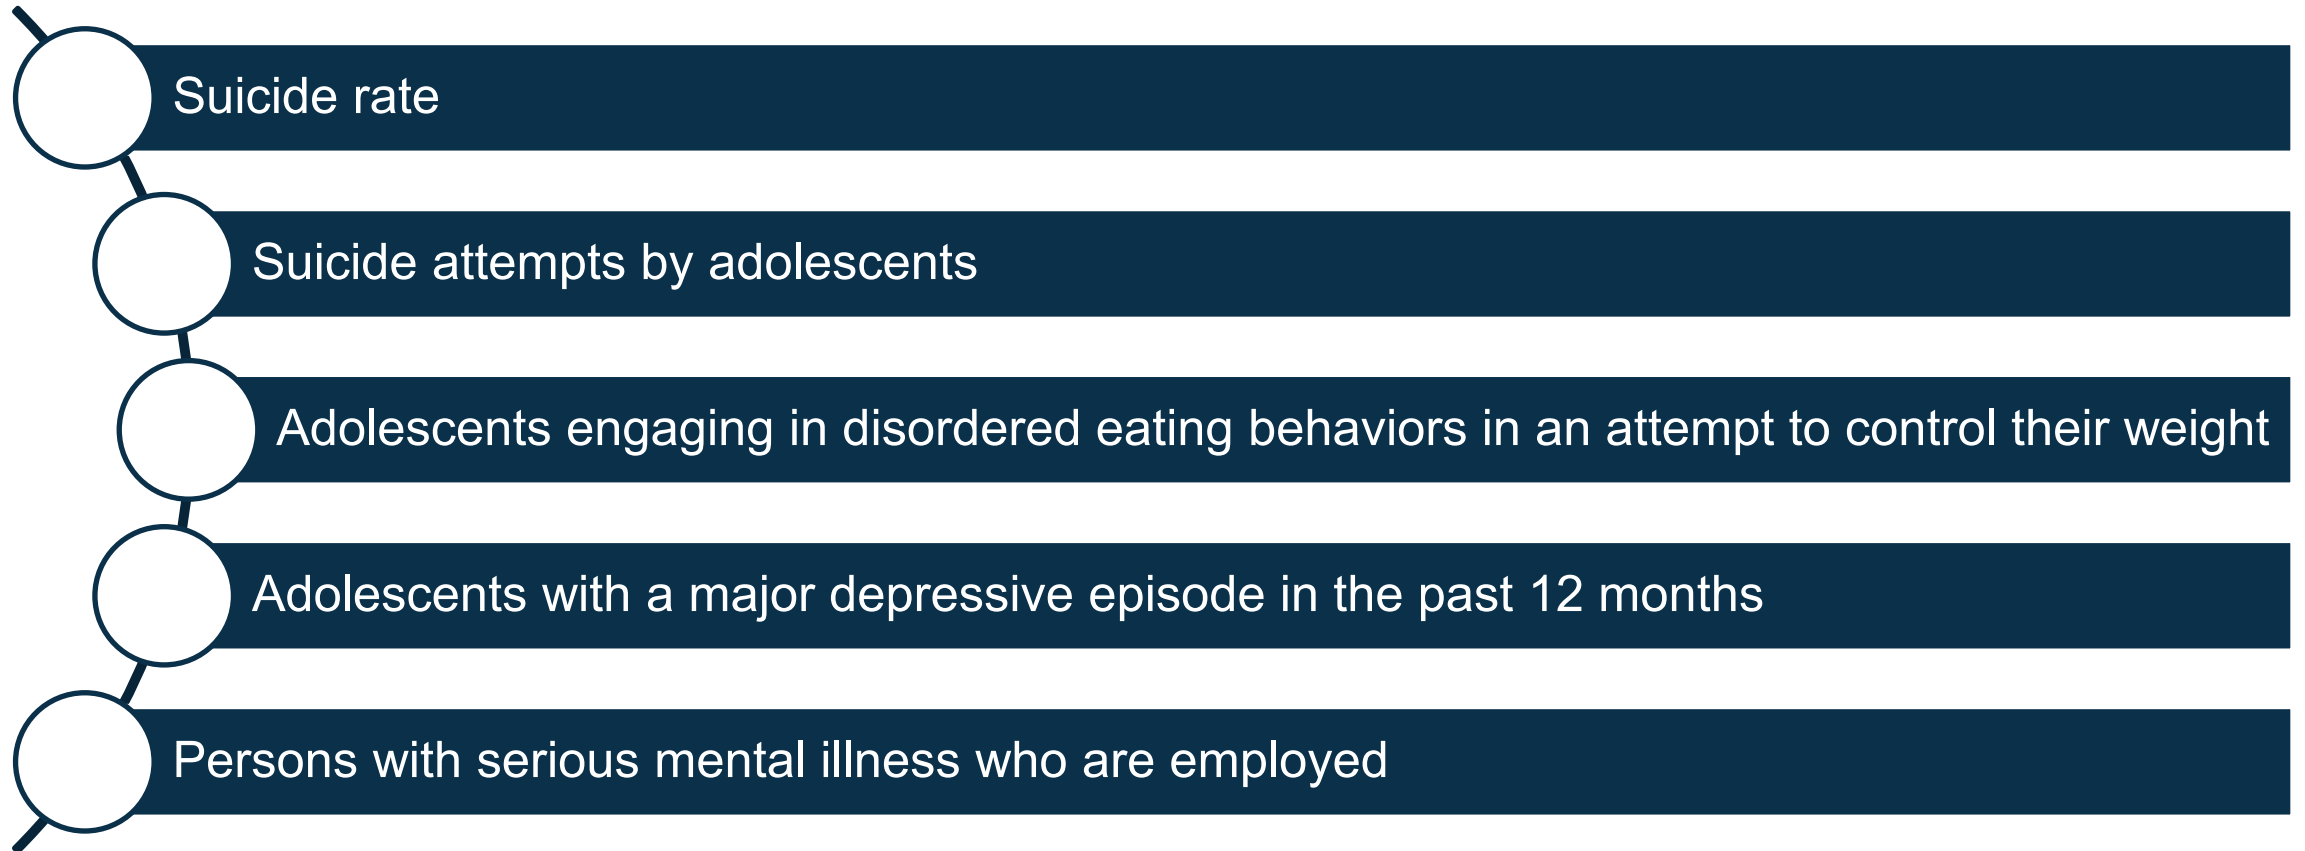 Suicide rate
Suicide attempts by adolescents
Adolescents engaging in disordered eating behaviors in an attempt to control their weight
Adolescents with a major depressive episode in the past 12 months
Persons with serious mental illness who are employed